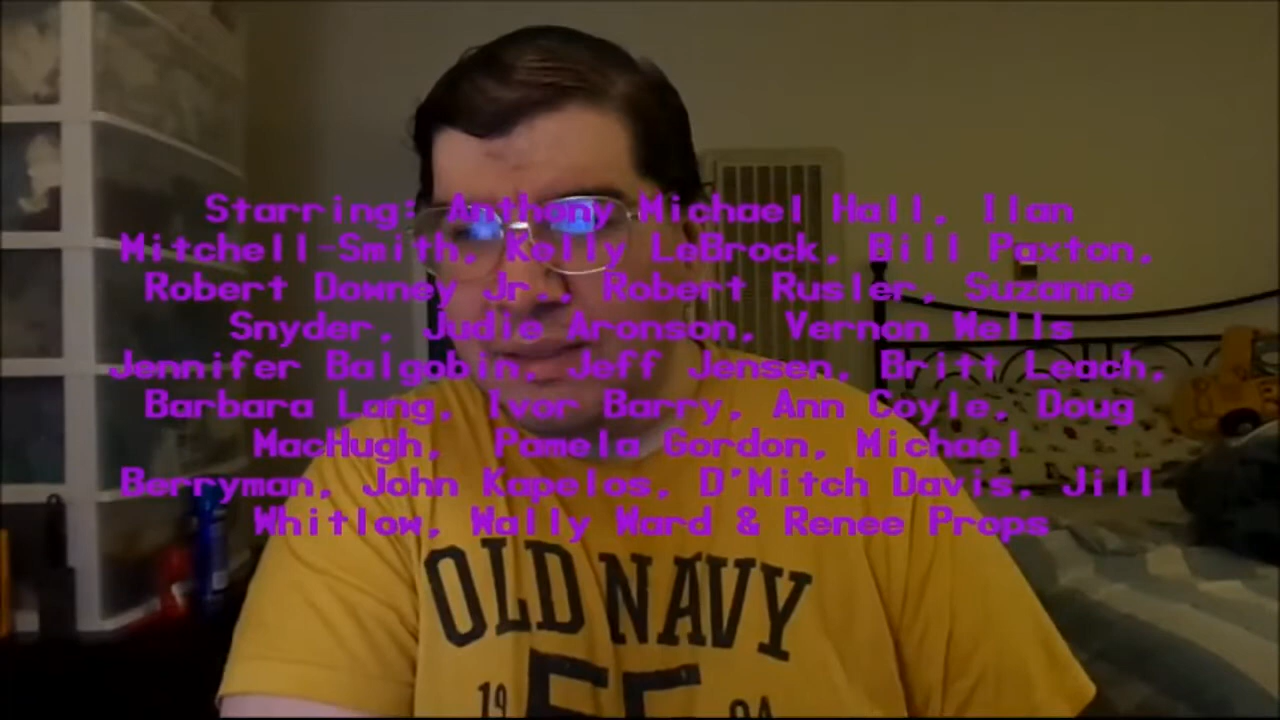 Starring: Anthony Michael Hall, Ilan
Mitchell-Smith, Kelly LeBrock, Bill Paxton,
Robert Downey Jr., Robert Rusler, Suzanne
Snyder, Judie Aronson, Vernon Wells
Jennifer Balgobin, Jeff Jensen, Britt Leach,
Barbara Lang, Ivor Barry, Ann Coyle, Doug
MacHugh, Pamela Gordon, Michael
Berryman, John Kapelos, D'Mitch Davis, Jill
Whitlow, Wally Ward & Renee Props
OLD NAVY
19 94